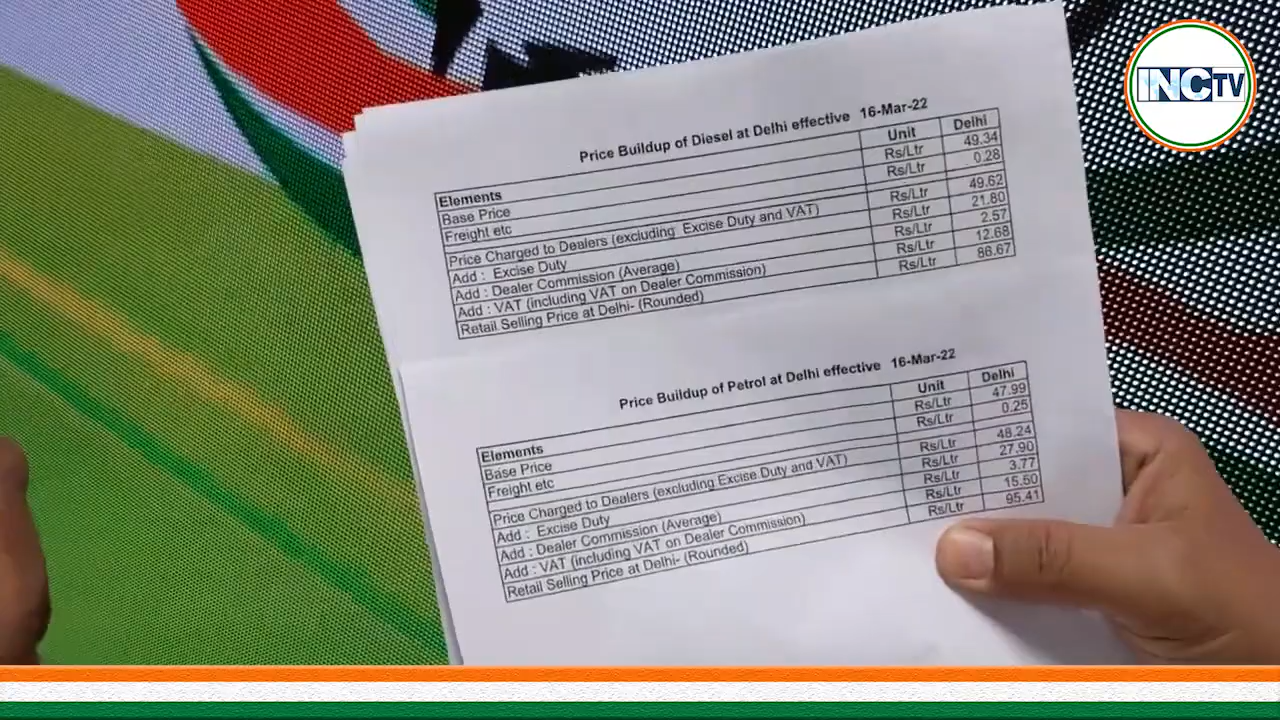 INCTV
Price Buildup of Diesel at Delhi effective 16-Mar-22
Elements Unit Delhi
Base Price Rs/Ltr 49.34
Freight etc Rs/Ltr 0.28
Price Charged to Dealers (excluding Excise Duty and VAT) Rs/Ltr 49.62
Add : Excise Duty Rs/Ltr 21.80
Add : Dealer Commission (Average) Rs/Ltr 2.57
Add : VAT (including VAT on Dealer Commission) Rs/Ltr 12.68
Retail Selling Price at Delhi- (Rounded) Rs/Ltr 86.67
Price Buildup of Petrol at Delhi effective 16-Mar-22
Elements Unit Delhi
Base Price Rs/Ltr 47.99
Freight etc Rs/Ltr 0.25
Price Charged to Dealers (excluding Excise Duty and VAT) Rs/Ltr 48.24
Add : Excise Duty Rs/Ltr 27.90
Add : Dealer Commission (Average) Rs/Ltr 3.77
Add : VAT (including VAT on Dealer Commission) Rs/Ltr 15.50
Retail Selling Price at Delhi- (Rounded) Rs/Ltr 95.41